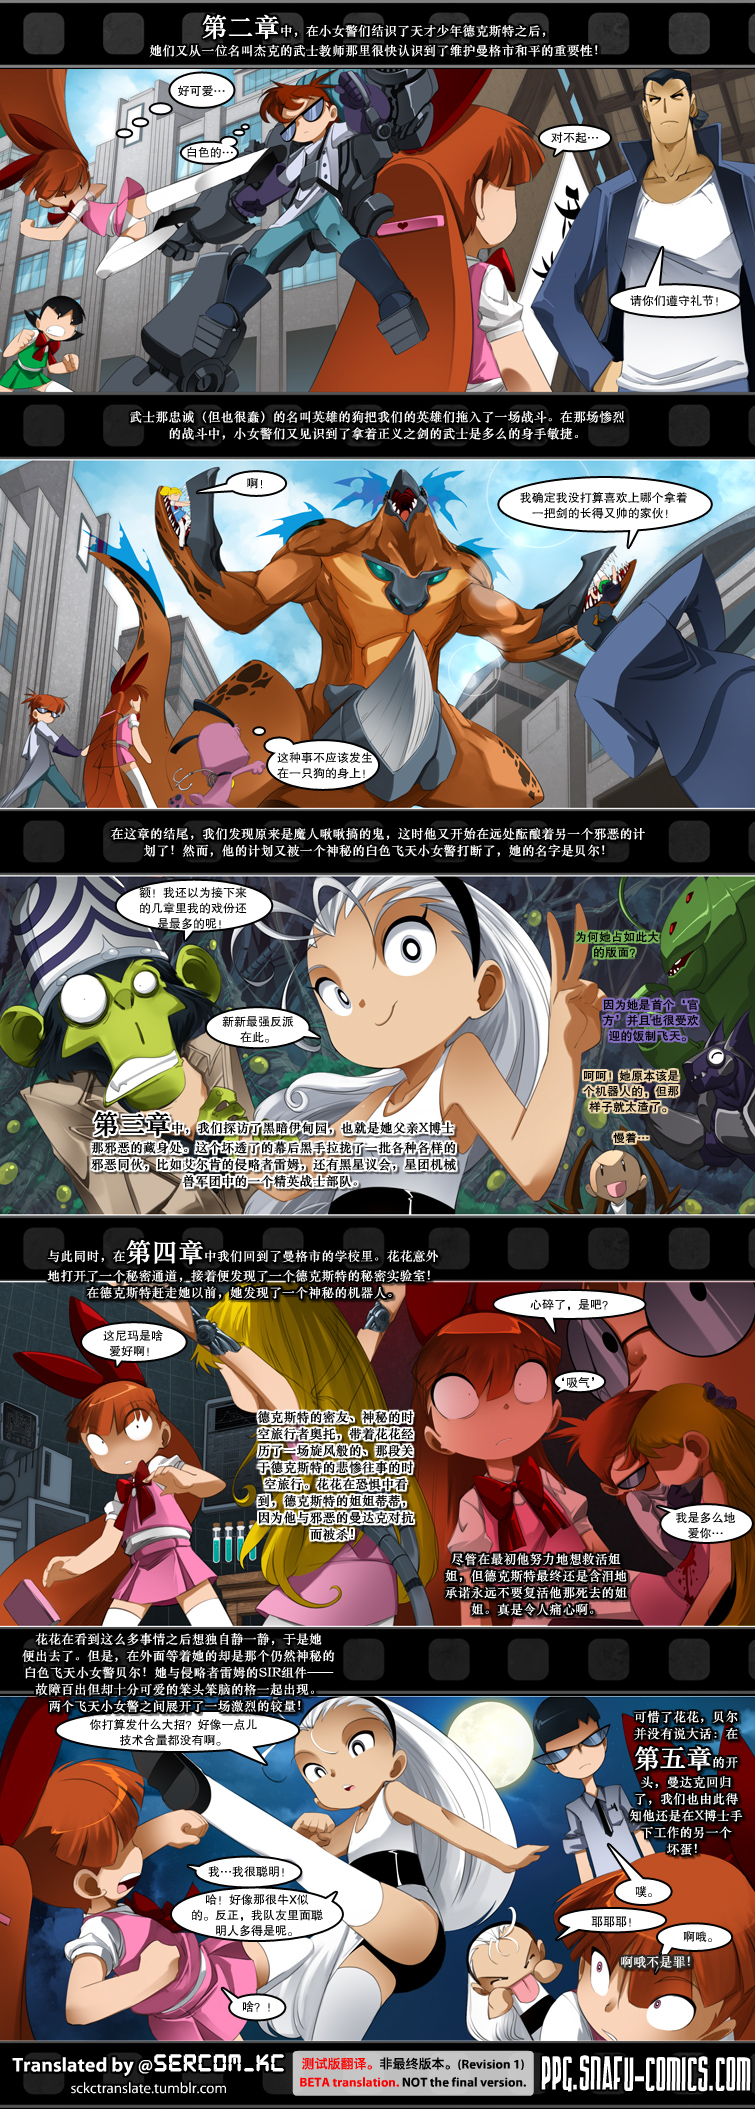 第二章中，在小女警们结识了天才少年德克斯特之后，
她们又从一位名叫杰克的武士教师那里很快认识到了维护曼格市和平的重要性！
好可爱…
白色的…
对不起…
请你们遵守礼节！
武士那忠诚（但也很蠢）的名叫英雄的狗把我们的英雄们拖入了一场战斗。在那场惨烈
的战斗中，小女警们又见识到了拿着正义之剑的武士是多么的身手敏捷。
啊！
我确定我没打算喜欢上哪个拿着
一把剑的长得又帅的家伙！
这种事不应该发生
在一只狗的身上！
在这章的结尾，我们发现原来是魔人啾啾搞的鬼，这时他又开始在远处酝酿着另一个邪恶的计
划了！然而，他的计划又被一个神秘的白色飞天小女警打断了，她的名字是贝尔！
额！我还以为接下来
的几章里我的戏份还
是最多的呢！
新新最强反派
在此。
为何她占如此大
的版面？
因为她是首个‘官
方’并且也很受欢
迎的饭制飞天。
呵呵！她原本该是
个机器人的，但那
样子就太渣了。
慢着…
第三章中，我们探访了黑暗伊甸园，也就是她父亲X博士
那邪恶的藏身处。这个坏透了的幕后黑手拉拢了一批各种各样的
邪恶同伙，比如艾尔肯的侵略者雷姆，还有黑星议会，星团机械
兽军团中的一个精英战士部队。
与此同时，在第四章中我们回到了曼格市的学校里。花花意外
地打开了一个秘密通道，接着便发现了一个德克斯特的秘密实验室！
在德克斯特赶走她以前，她发现了一个神秘的机器人。
这尼玛是啥
爱好啊！
心碎了，是吧？
‘吸气’
德克斯特的密友、神秘的时
空旅行者奥托，带着花花经
历了一场旋风般的、那段关
于德克斯特的悲惨往事的时
空旅行。花花在恐惧中看
到，德克斯特的姐姐蒂蒂，
因为他与邪恶的曼达克对抗
而被杀！
我是多么地
爱你…
尽管在最初他努力地想救活姐
姐，但德克斯特最终还是含泪地
承诺永远不要复活他那死去的姐
姐。真是令人痛心啊。
花花在看到这么多事情之后想独自静一静，于是她
便出去了。但是，在外面等着她的却是那个仍然神秘的
白色飞天小女警贝尔！她与侵略者雷姆的SIR组件——
故障百出但却十分可爱的笨头笨脑的格一起出现。
两个飞天小女警之间展开了一场激烈的较量！
你打算发什么大招？好像一点儿
技术含量都没有啊。
可惜了花花，贝尔
并没有说大话：在
第五章的开
头，曼达克回归
了，我们也由此得
知他还是在X博士手
下工作的另一个
坏蛋！
我…我很聪明！
哈！好像那很牛X似
的。反正，我队友里面聪
明人多得是呢。
啥？！
噗。
耶耶耶！
啊哦。
啊哦不是罪！
Translated by @SERCOM_KC
sckctranslate.tumblr.com
测试版翻译。非最终版本。(Revision 1)
BETA translation. NOT the final version.
PPG.SNAFU-COMICS.COM